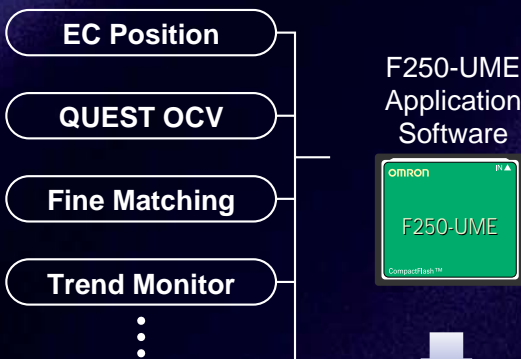 EC Position
QUEST OCV
Fine Matching
Trend Monitor
F250-UME
Application
Software
OMRON
IN▲
F250-UME
CompactFlash™